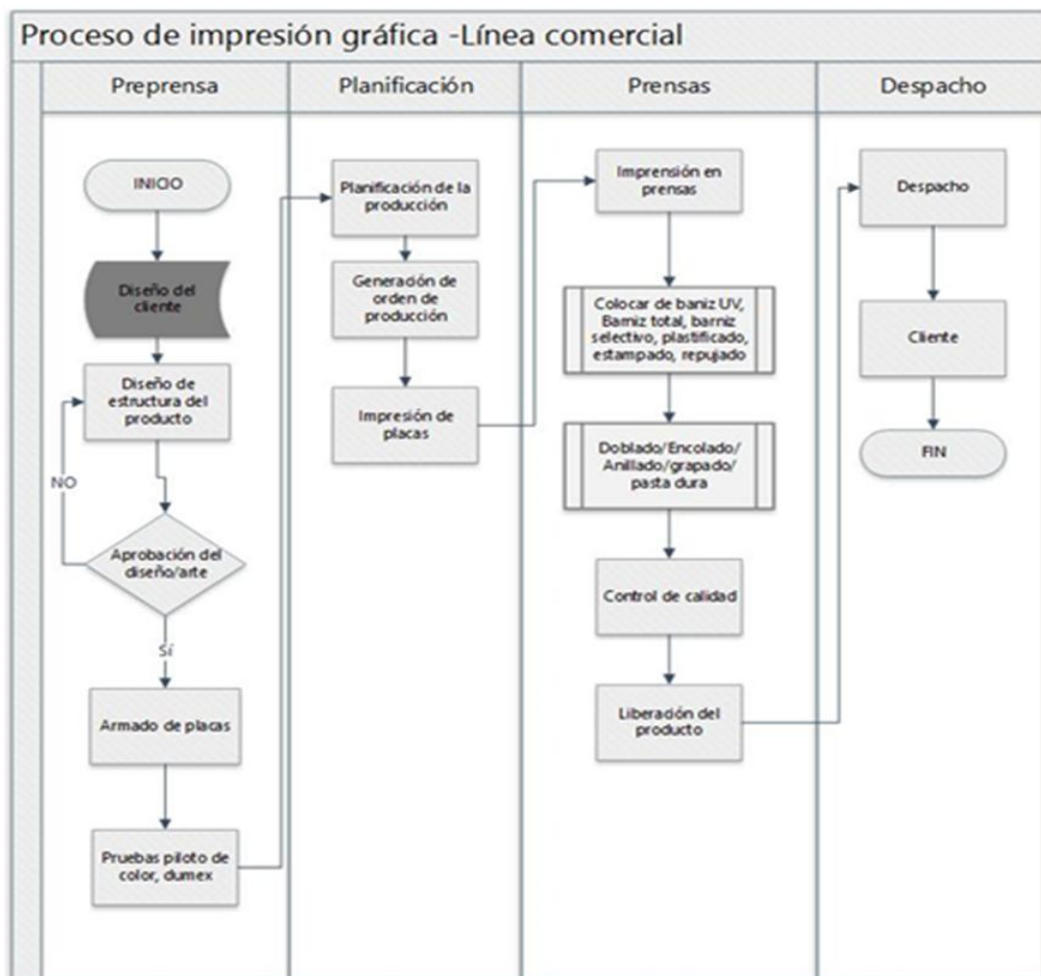 Proceso de impresión gráfica -Línea comercial
Preprensa
Planificación
Prensas
Despacho
INICIO
Diseño del
cliente
Diseño de
estructura del
producto
NO
Aprobación del
diseño/arte
Sí
Armado de placas
Pruebas piloto de
color, dumex
Planificación de la
producción
Generación de
orden de
producción
Impresión de
placas
Imprensión en
prensas
Colocar de baniz UV,
Barniz total, barniz
selectivo, plastificado,
estampado, repujado
Doblado/Encolado/
Anillado/grapado/
pasta dura
Control de calidad
Liberación del
producto
Despacho
Cliente
FIN